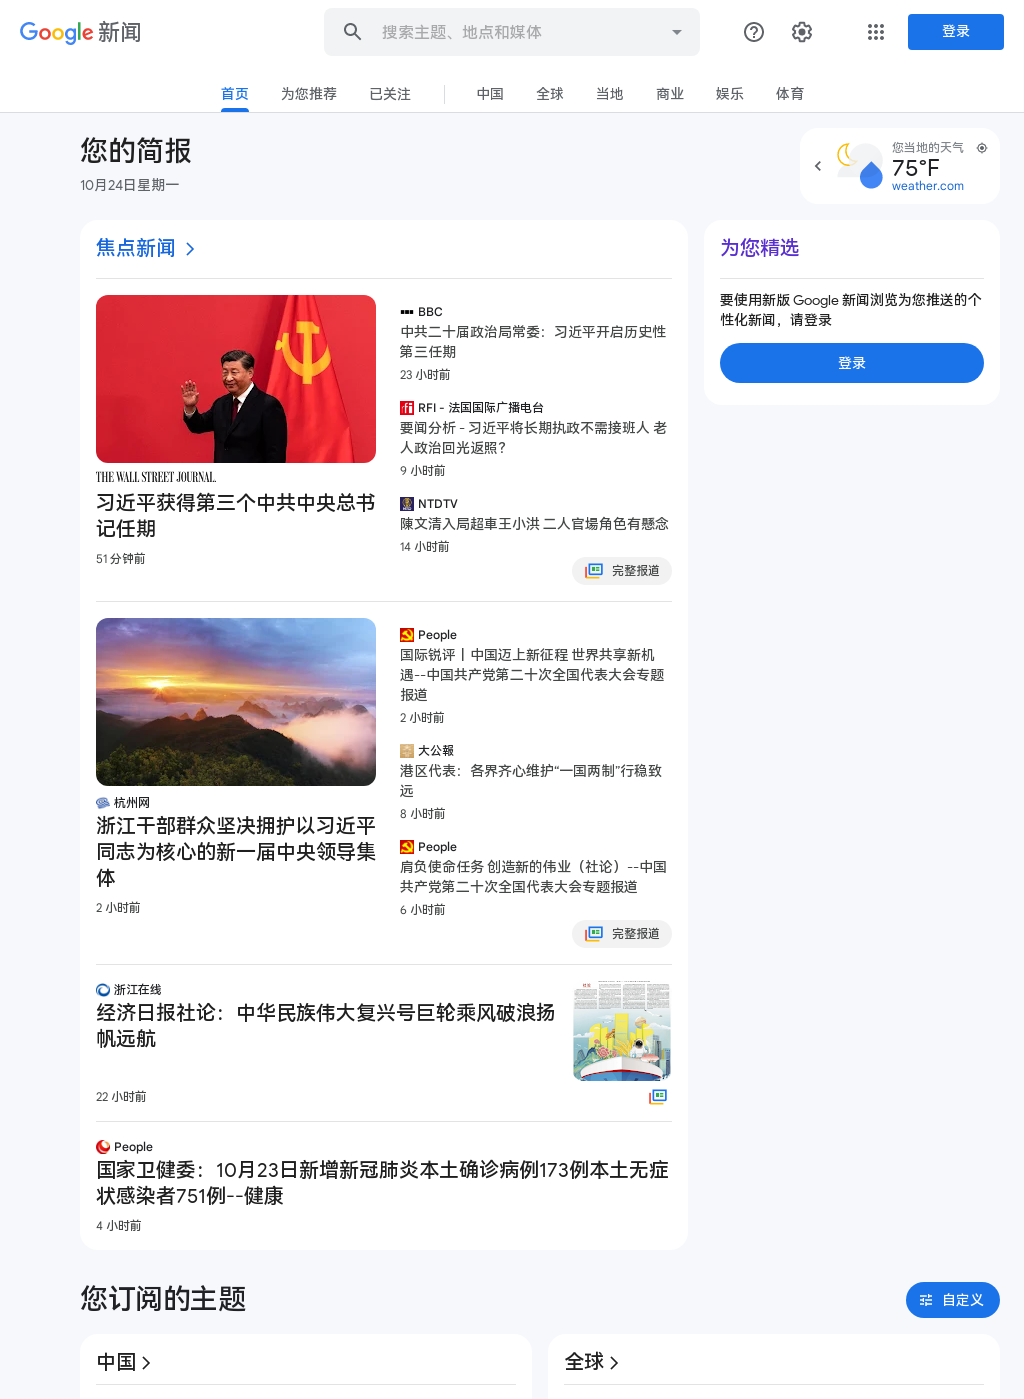 Google 新闻
搜索主题、地点和媒体
登录
首页
为您推荐
已关注
中国
全球
当地
商业
娱乐
体育
您的简报
10月24日星期一
您当地的天气
75°F
weather.com
焦点新闻
THE WALL STREET JOURNAL.
习近平获得第三个中共中央总书
记任期
51 分钟前
BBC
中共二十届政治局常委：习近平开启历史性
第三任期
23 小时前
RFI - 法国国际广播电台
要闻分析 - 习近平将长期执政不需接班人 老
人政治回光返照？
9 小时前
NTDTV
陳文清入局超車王小洪 二人官場角色有懸念
14 小时前
完整报道
杭州网
浙江干部群众坚决拥护以习近平
同志为核心的新一届中央领导集
体
2 小时前
People
国际锐评丨中国迈上新征程 世界共享新机
遇--中国共产党第二十次全国代表大会专题
报道
2 小时前
大公報
港区代表：各界齐心维护“一国两制”行稳致
远
8 小时前
People
肩负使命任务 创造新的伟业（社论）--中国
共产党第二十次全国代表大会专题报道
6 小时前
完整报道
浙江在线
经济日报社论：中华民族伟大复兴号巨轮乘风破浪扬
帆远航
22 小时前
People
国家卫健委：10月23日新增新冠肺炎本土确诊病例173例本土无症
状感染者751例--健康
4 小时前
为您精选
要使用新版 Google 新闻浏览为您推送的个
性化新闻，请登录
登录
您订阅的主题
自定义
中国
全球